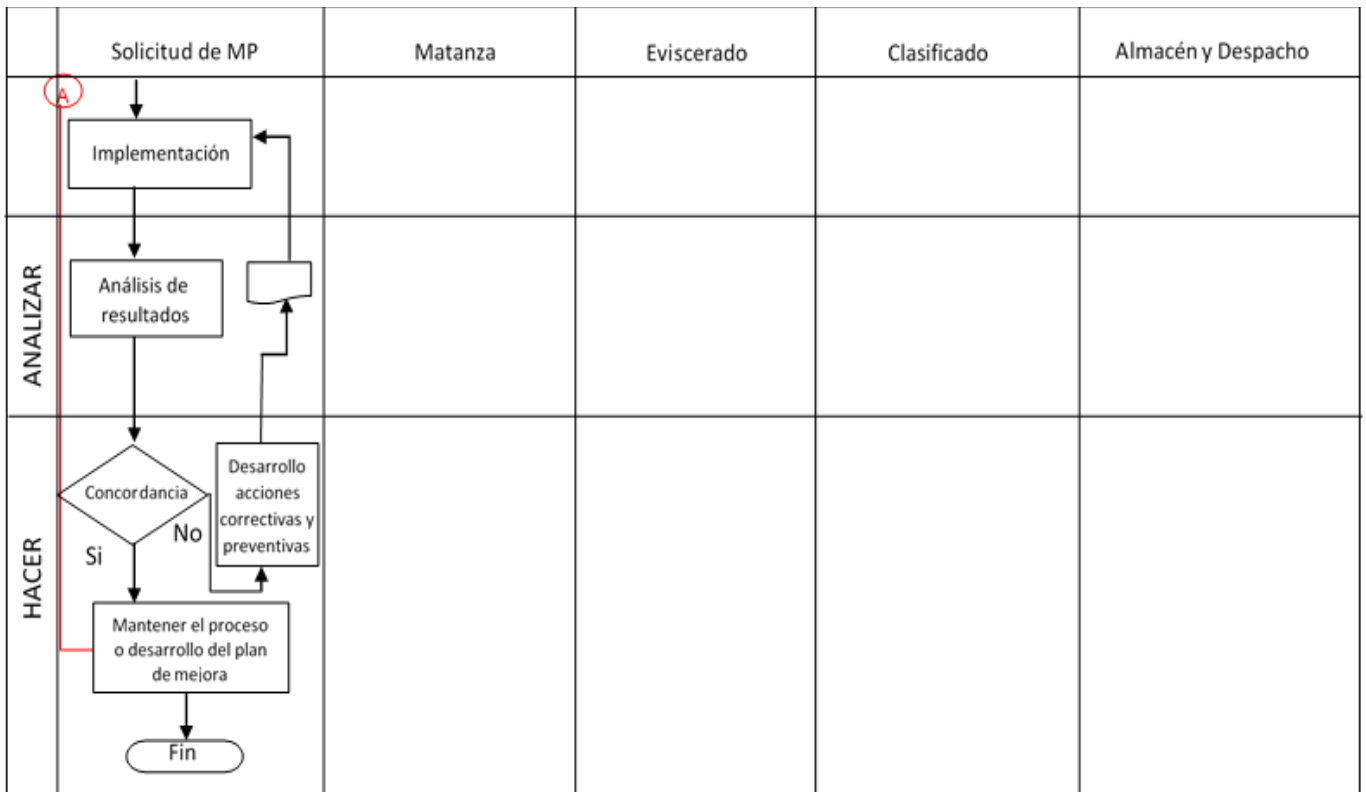 Solicitud de MP
Matanza
Eviscerado
Clasificado
Almacén y Despacho
A
Implementación
ANALIZAR
Análisis de
resultados
HACER
Concordancia
Si
No
Desarrollo
acciones
correctivas y
preventivas
Mantener el proceso
o desarrollo del plan
de mejora
Fin